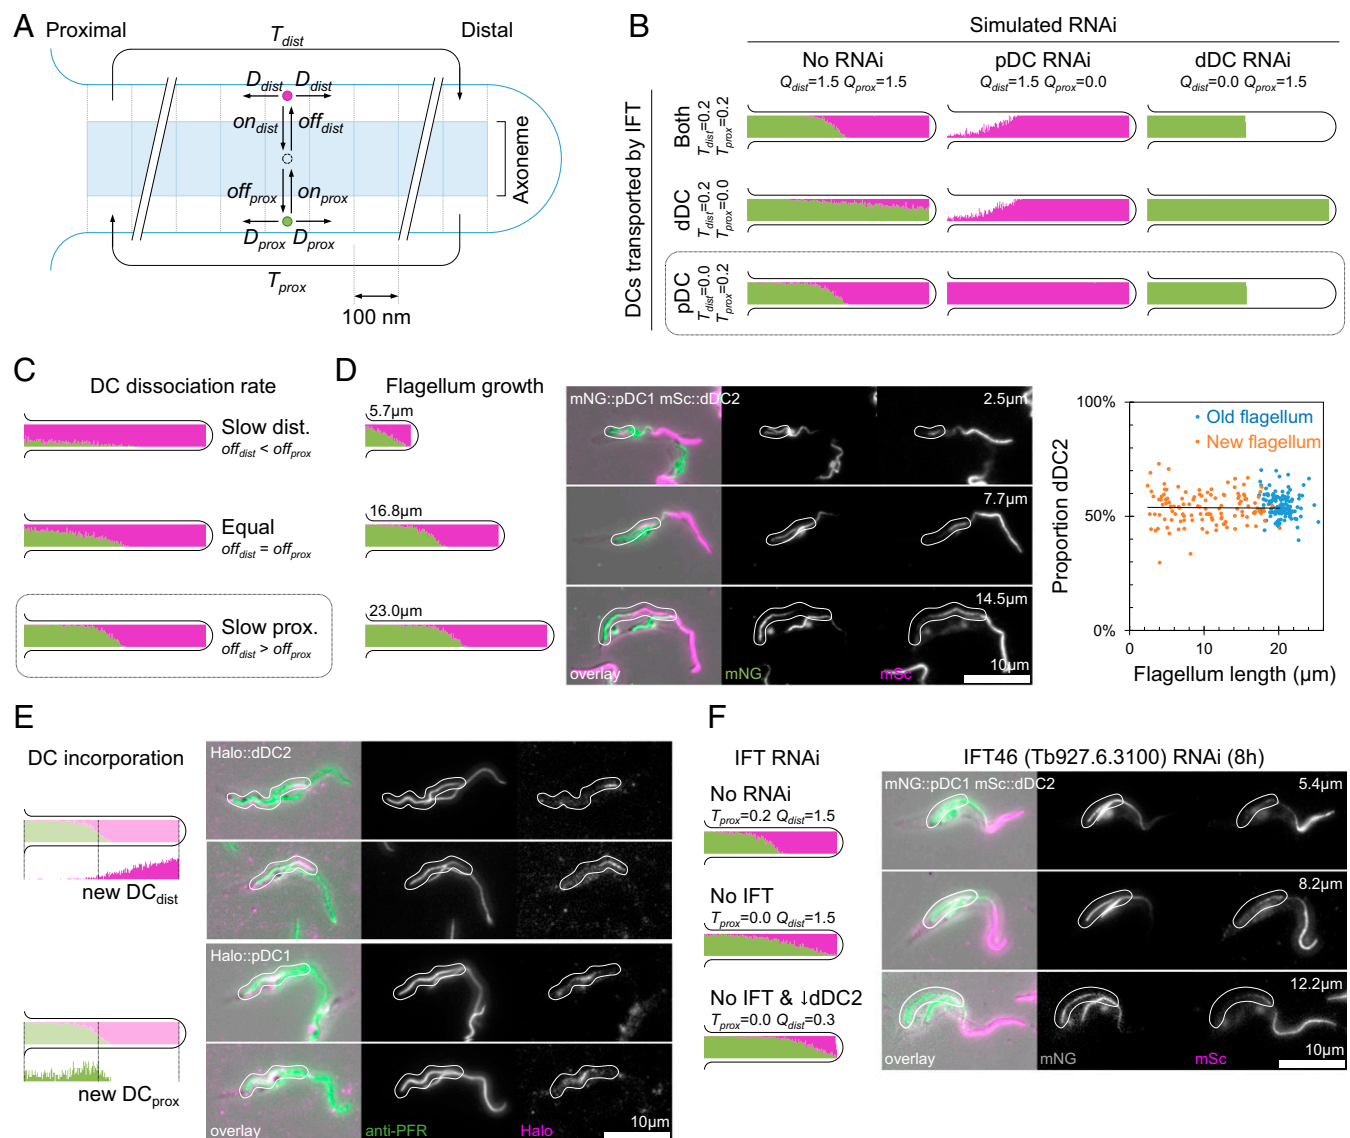 A
Proximal
Distal
T_dist
D_dist D_dist
on_dist off_dist
off_prox on_prox
D_prox D_prox
T_prox
Axoneme
100 nm
B
Simulated RNAi
No RNAi
Q_dist=1.5 Q_prox=1.5
pDC RNAi
Q_dist=1.5 Q_prox=0.0
dDC RNAi
Q_dist=0.0 Q_prox=1.5
DCs transported by IFT
Both
T_dist=0.2
T_prox=0.2
dDC
T_dist=0.2
T_prox=0.0
pDC
T_dist=0.0
T_prox=0.2
C
DC dissociation rate
Slow dist.
off_dist < off_prox
Equal
off_dist = off_prox
Slow prox.
off_dist > off_prox
D
Flagellum growth
5.7µm
16.8µm
23.0µm
mNG::pDC1 mSc::dDC2
2.5µm
7.7µm
14.5µm
overlay
mNG
mSc
10µm
100%
50%
0%
Proportion dDC2
Old flagellum
New flagellum
0 10 20
Flagellum length (µm)
E
DC incorporation
new DC_dist
new DC_prox
Halo::dDC2
Halo::pDC1
overlay
anti-PFR
Halo
10µm
F
IFT RNAi
No RNAi
T_prox=0.2 Q_dist=1.5
No IFT
T_prox=0.0 Q_dist=1.5
No IFT & ↓dDC2
T_prox=0.0 Q_dist=0.3
IFT46 (Tb927.6.3100) RNAi (8h)
mNG::pDC1 mSc::dDC2
5.4µm
8.2µm
12.2µm
overlay
mNG
mSc
10µm